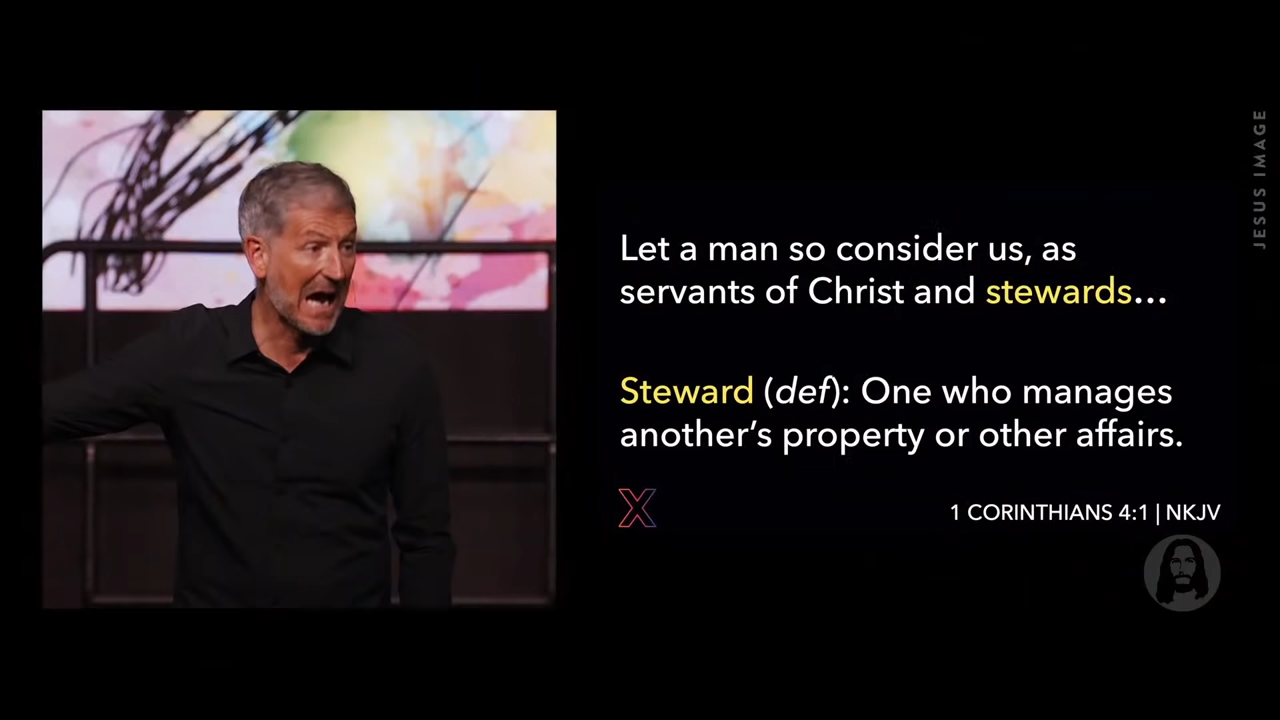 Let a man so consider us, as
servants of Christ and stewards...
Steward (def): One who manages
another's property or other affairs.
X
1 CORINTHIANS 4:1 | NKJV
JESUS IMAGE